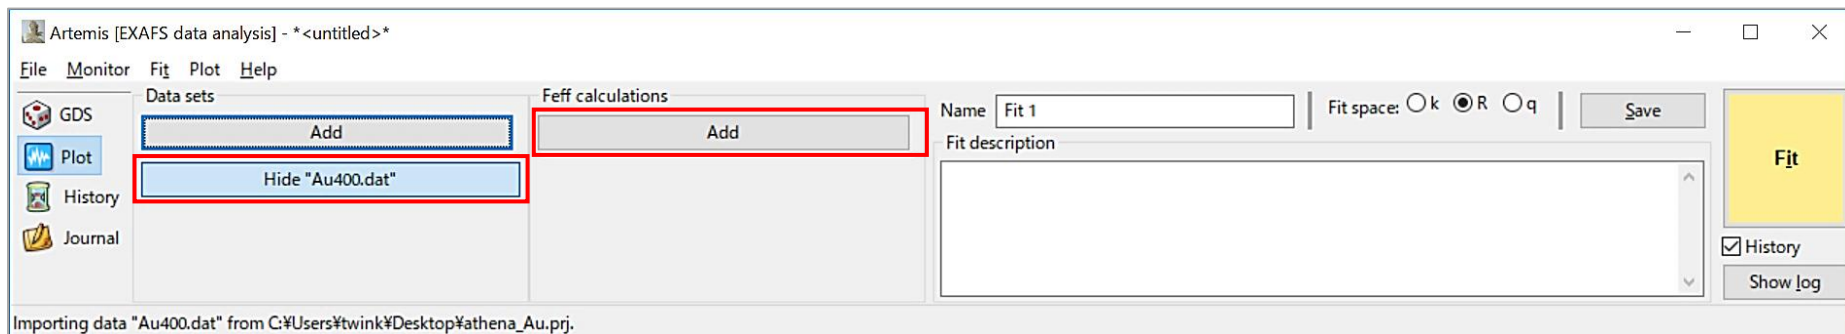 Artemis [EXAFS data analysis] - *<untitled>*
File Monitor Fit Plot Help
Data sets
Feff calculations
GDS
Add
Add
Name Fit 1
Fit space: k R q
Save
Fit description
Plot
Hide "Au400.dat"
Fit
History
Journal
History
Show log
Importing data "Au400.dat" from C:¥Users¥twink¥Desktop¥athena_Au.prj.